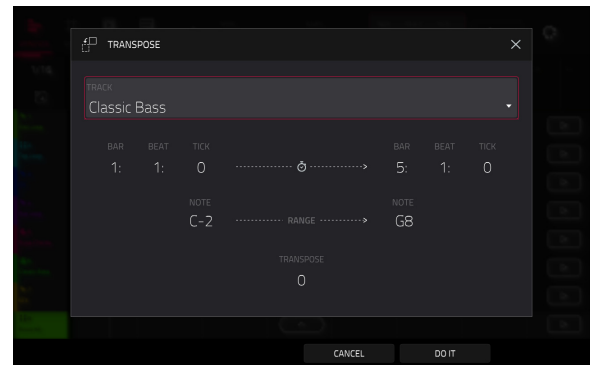 TRANSPOSE
TRACK
Classic Bass
BAR BEAT TICK BAR BEAT TICK
1: 1: 0 5: 1: 0
NOTE NOTE
C-2 RANGE G8
TRANSPOSE
0
CANCEL DO IT